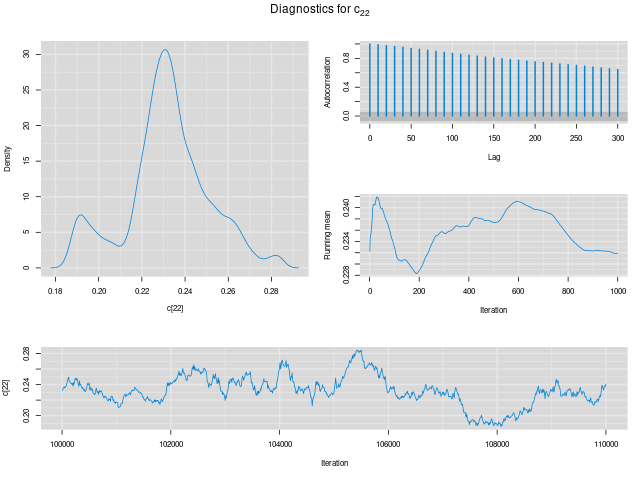 Diagnostics for c22
Density
0 5 10 15 20 25 30
0.18 0.20 0.22 0.24 0.26 0.28
c[22]
Autocorrelation
0.0 0.4 0.8
0 50 100 150 200 250 300
Lag
Running mean
0.228 0.234 0.240
0 200 400 600 800 1000
Iteration
c[22]
0.20 0.24 0.28
100000 102000 104000 106000 108000 110000
Iteration